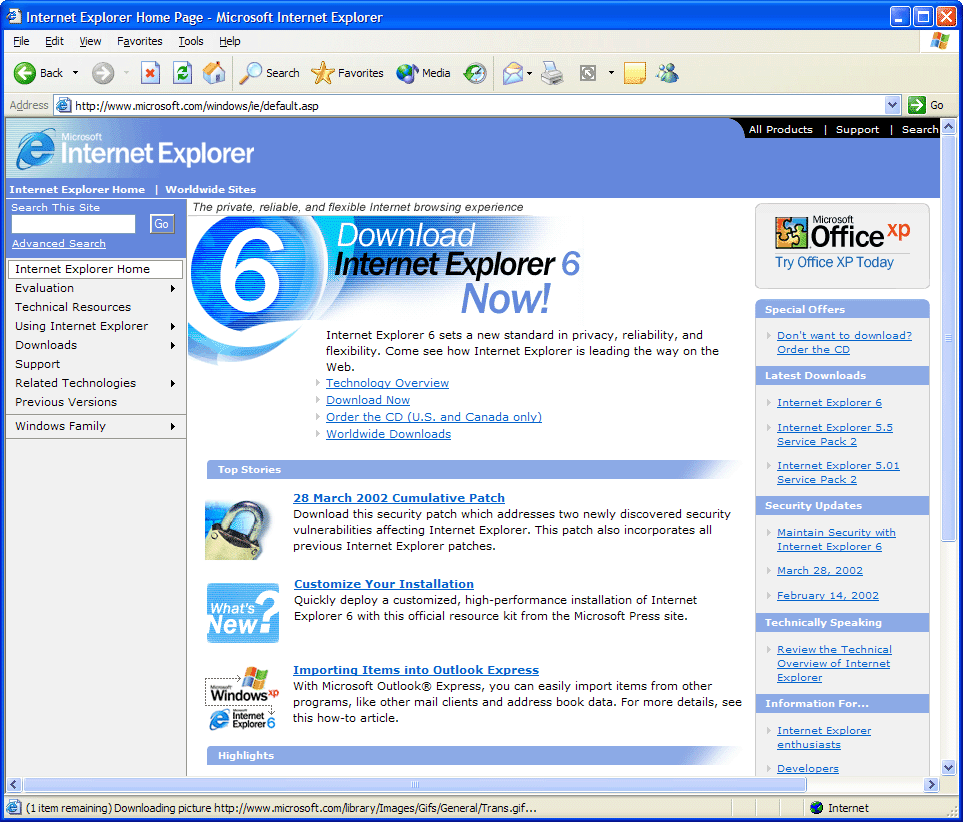 Internet Explorer Home Page - Microsoft Internet Explorer
File Edit View Favorites Tools Help
Back Search Favorites Media
Address http://www.microsoft.com/windows/ie/default.asp Go
All Products | Support | Search
Microsoft
Internet Explorer
Internet Explorer Home | Worldwide Sites
Search This Site
Go
Advanced Search
Internet Explorer Home
Evaluation
Technical Resources
Using Internet Explorer
Downloads
Support
Related Technologies
Previous Versions
Windows Family
The private, reliable, and flexible Internet browsing experience
6
Download
Internet Explorer 6
Now!
Internet Explorer 6 sets a new standard in privacy, reliability, and
flexibility. Come see how Internet Explorer is leading the way on the
Web.
Technology Overview
Download Now
Order the CD (U.S. and Canada only)
Worldwide Downloads
Top Stories
28 March 2002 Cumulative Patch
Download this security patch which addresses two newly discovered security
vulnerabilities affecting Internet Explorer. This patch also incorporates all
previous Internet Explorer patches.
What's
New?
Customize Your Installation
Quickly deploy a customized, high-performance installation of Internet
Explorer 6 with this official resource kit from the Microsoft Press site.
Microsoft
Windows xp
Microsoft
Internet
Explorer 6
Importing Items into Outlook Express
With Microsoft Outlook® Express, you can easily import items from other
programs, like other mail clients and address book data. For more details, see
this how-to article.
Highlights
Microsoft
Office xp
Try Office XP Today
Special Offers
Don't want to download?
Order the CD
Latest Downloads
Internet Explorer 6
Internet Explorer 5.5
Service Pack 2
Internet Explorer 5.01
Service Pack 2
Security Updates
Maintain Security with
Internet Explorer 6
March 28, 2002
February 14, 2002
Technically Speaking
Review the Technical
Overview of Internet
Explorer
Information For...
Internet Explorer
enthusiasts
Developers
(1 item remaining) Downloading picture http://www.microsoft.com/library/Images/Gifs/General/Trans.gif...
Internet